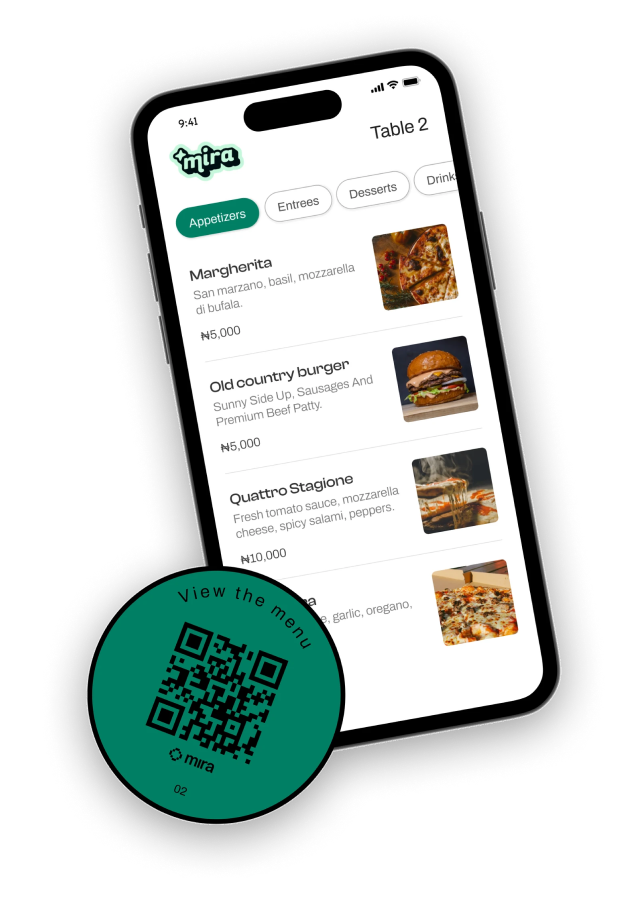 9:41
mira
Table 2
Appetizers
Entrees
Desserts
Drink
Margherita
San marzano, basil, mozzarella
di bufala.
₦5,000
Old country burger
Sunny Side Up, Sausages And
Premium Beef Patty.
₦5,000
Quattro Stagione
Fresh tomato sauce, mozzarella
cheese, spicy salami, peppers.
₦10,000
garlic, oregano,
View the menu
mira
02